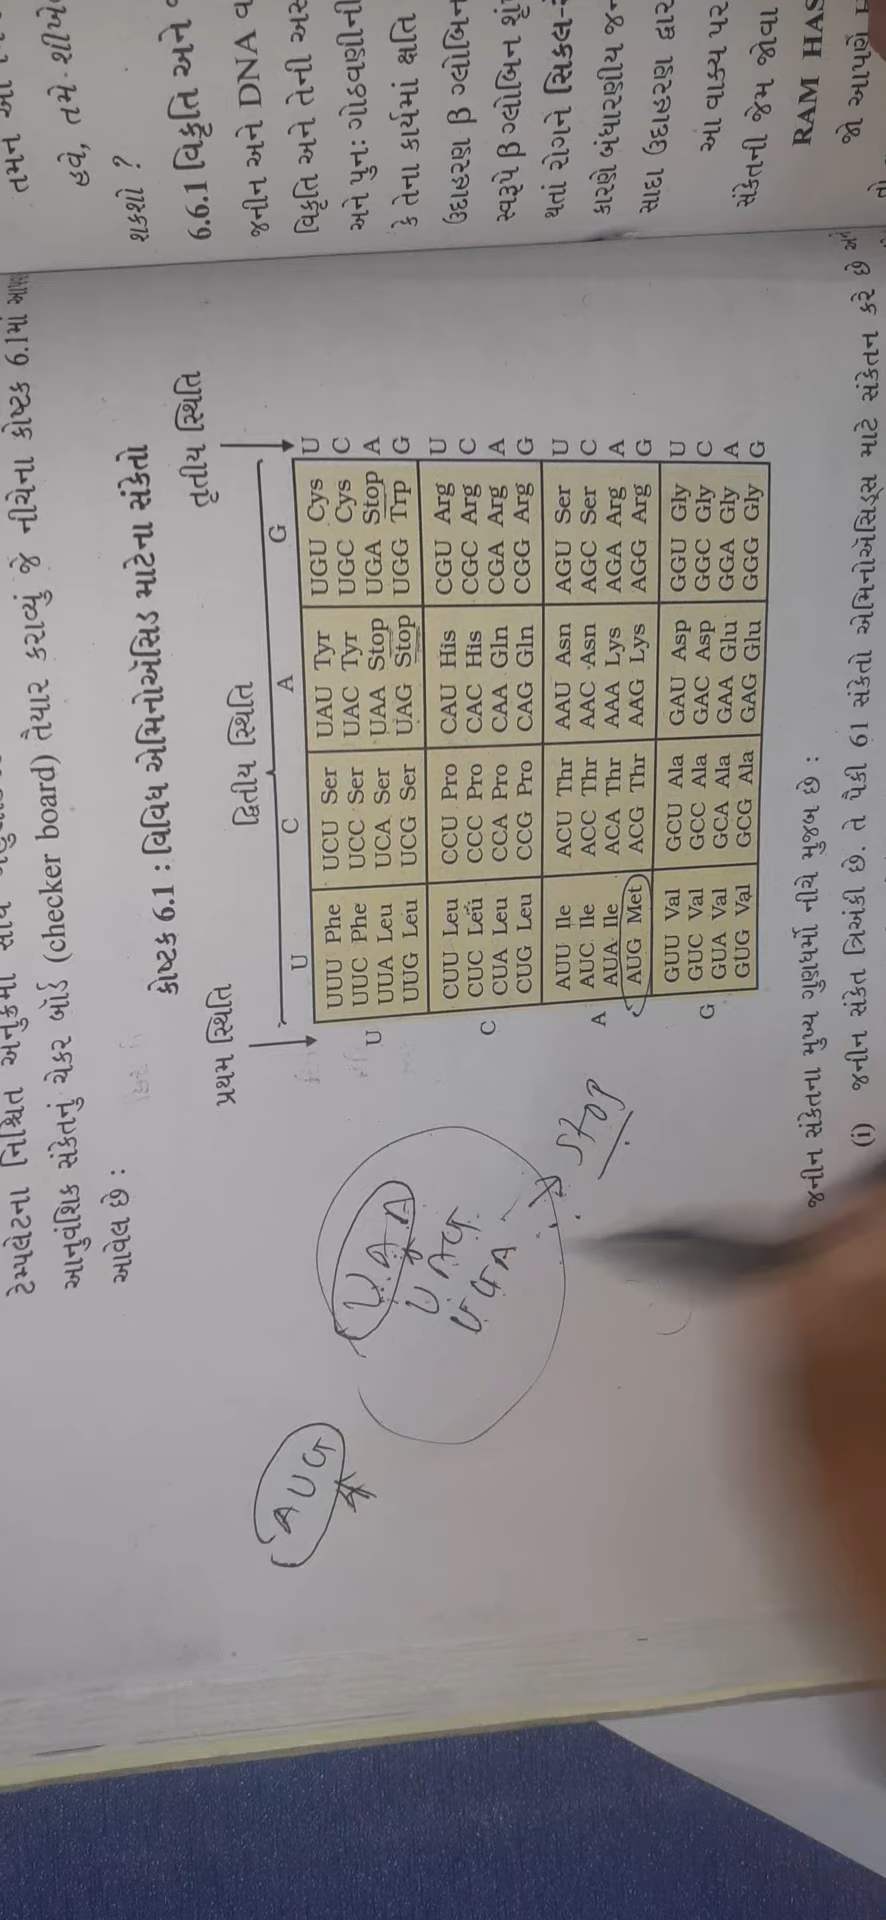 તમને આ
હવે, તમે શીખે
શકશો ?
6.6.1 વિકૃતિ અને
જનીન અને DNA વ
વિકૃતિ અને તેની અસ
અને પુનઃ ગોઠવણીની
કે તેના કાર્યમાં ક્ષતિ
ઉદાહરણ β ગ્લોબિન
સ્વરૂપે β ગ્લોબિન શૃં
થતાં રોગને સિકલ-
કારણે બંધારણીય જન
સાદા ઉદાહરણ દ્વાર
આ વાક્ય પર
સંકેતની જેમ જોવા
RAM HAS
જો આપણે
ટેમ્પલેટના નિશ્ચિત અનુક્રમો સાથે
આનુવંશિક સંકેતનું ચેકર બૉર્ડ (checker board) તૈયાર કરાવ્યું જે નીચેના કોષ્ટક 6.1માં આપ
આવેલ છે :
કોષ્ટક 6.1 : વિવિધ એમિનોઍસિડ માટેના સંકેતો
પ્રથમ સ્થિતિ દ્વિતીય સ્થિતિ તૃતીય સ્થિતિ
U C A G
UUU Phe UCU Ser UAU Tyr UGU Cys U
UUC Phe UCC Ser UAC Tyr UGC Cys C
U UUA Leu UCA Ser UAA Stop UGA Stop A
UUG Leu UCG Ser UAG Stop UGG Trp G
CUU Leu CCU Pro CAU His CGU Arg U
CUC Leu CCC Pro CAC His CGC Arg C
C CUA Leu CCA Pro CAA Gln CGA Arg A
CUG Leu CCG Pro CAG Gln CGG Arg G
AUU Ile ACU Thr AAU Asn AGU Ser U
AUC Ile ACC Thr AAC Asn AGC Ser C
A AUA Ile ACA Thr AAA Lys AGA Arg A
AUG Met ACG Thr AAG Lys AGG Arg G
GUU Val GCU Ala GAU Asp GGU Gly U
G GUC Val GCC Ala GAC Asp GGC Gly C
GUA Val GCA Ala GAA Glu GGA Gly A
GUG Val GCG Ala GAG Glu GGG Gly G
AUG
UAA
UAG
UGA
Stop
જનીન સંકેતના મુખ્ય ગુણધર્મો નીચે મુજબ છે :
(i) જનીન સંકેત ત્રિઅંકી છે. તે પૈકી 61 સંકેતો એમિનોઍસિડ્સ માટે સંકેતન કરે છે અને